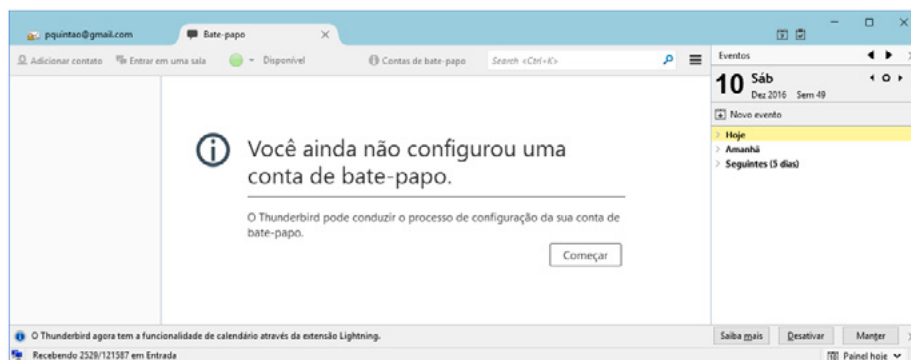 pquintao@gmail.com
Bate-papo
Adicionar contato
Entrar em uma sala
Disponível
Contas de bate-papo
Search <Ctrl+K>
Eventos
10 Sáb
Dez 2016 Sem 49
Novo evento
Hoje
Amanhã
Seguintes (5 dias)
Você ainda não configurou uma
conta de bate-papo.
O Thunderbird pode conduzir o processo de configuração da sua conta de
bate-papo.
Começar
O Thunderbird agora tem a funcionalidade de calendário através da extensão Lightning.
Saiba mais
Desativar
Manter
Recebendo 2529/121587 em Entrada
Painel hoje